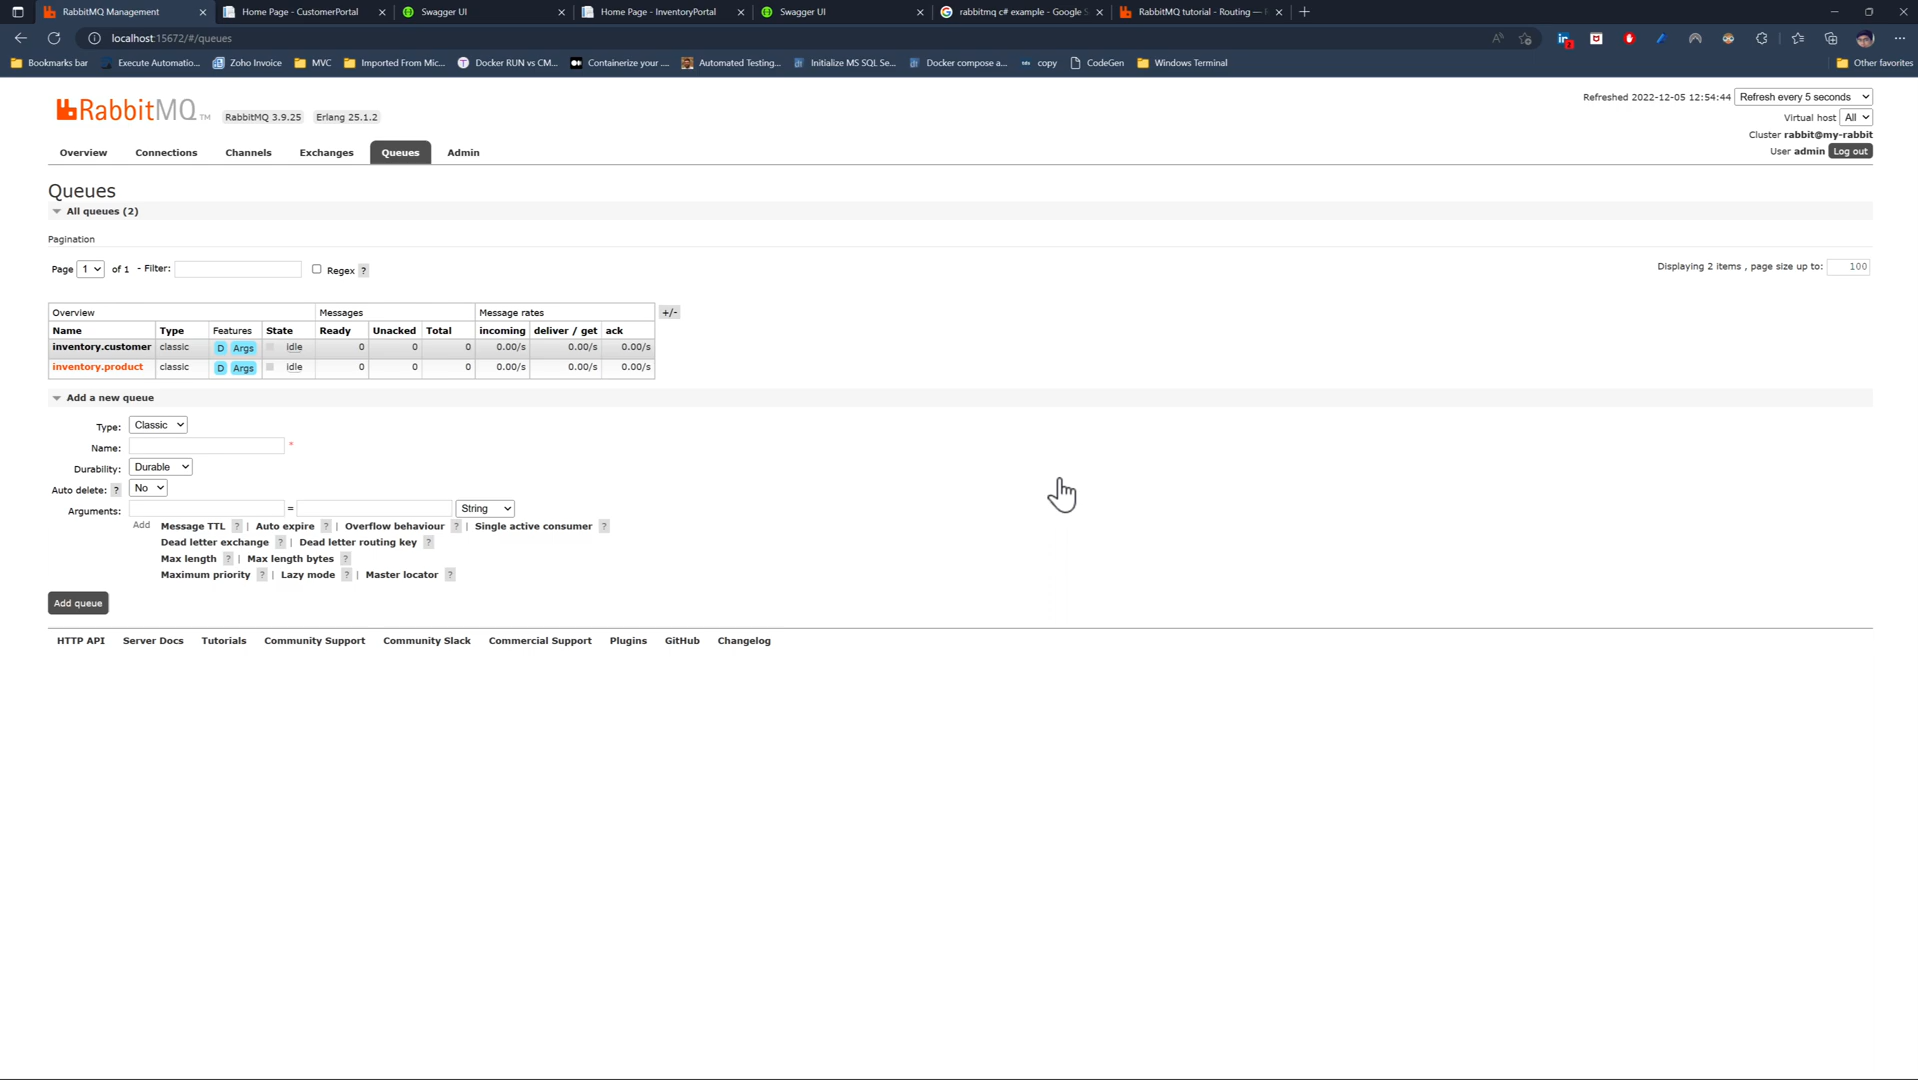 RabbitMQ Management
Home Page - CustomerPortal
Swagger UI
Home Page - InventoryPortal
Swagger UI
rabbitmq c# example - Google S
RabbitMQ tutorial - Routing —
localhost:15672/#/queues
Bookmarks bar
Execute Automatio...
Zoho Invoice
MVC
Imported From Mic...
Docker RUN vs CM...
Containerize your ....
Automated Testing...
Initialize MS SQL Se...
Docker compose a...
copy
CodeGen
Windows Terminal
Other favorites
RabbitMQ TM
RabbitMQ 3.9.25
Erlang 25.1.2
Refreshed 2022-12-05 12:54:44
Refresh every 5 seconds
Virtual host All
Cluster rabbit@my-rabbit
User admin Log out
Overview
Connections
Channels
Exchanges
Queues
Admin
Queues
All queues (2)
Pagination
Page 1 of 1 - Filter: Regex ?
Displaying 2 items , page size up to: 100
Overview Messages Message rates +/-
Name Type Features State Ready Unacked Total incoming deliver / get ack
inventory.customer classic D Args idle 0 0 0 0.00/s 0.00/s 0.00/s
inventory.product classic D Args idle 0 0 0 0.00/s 0.00/s 0.00/s
Add a new queue
Type: Classic
Name: *
Durability: Durable
Auto delete: ? No
Arguments: = String
Add Message TTL ? | Auto expire ? | Overflow behaviour ? | Single active consumer ?
Dead letter exchange ? | Dead letter routing key ?
Max length ? | Max length bytes ?
Maximum priority ? | Lazy mode ? | Master locator ?
Add queue
HTTP API
Server Docs
Tutorials
Community Support
Community Slack
Commercial Support
Plugins
GitHub
Changelog